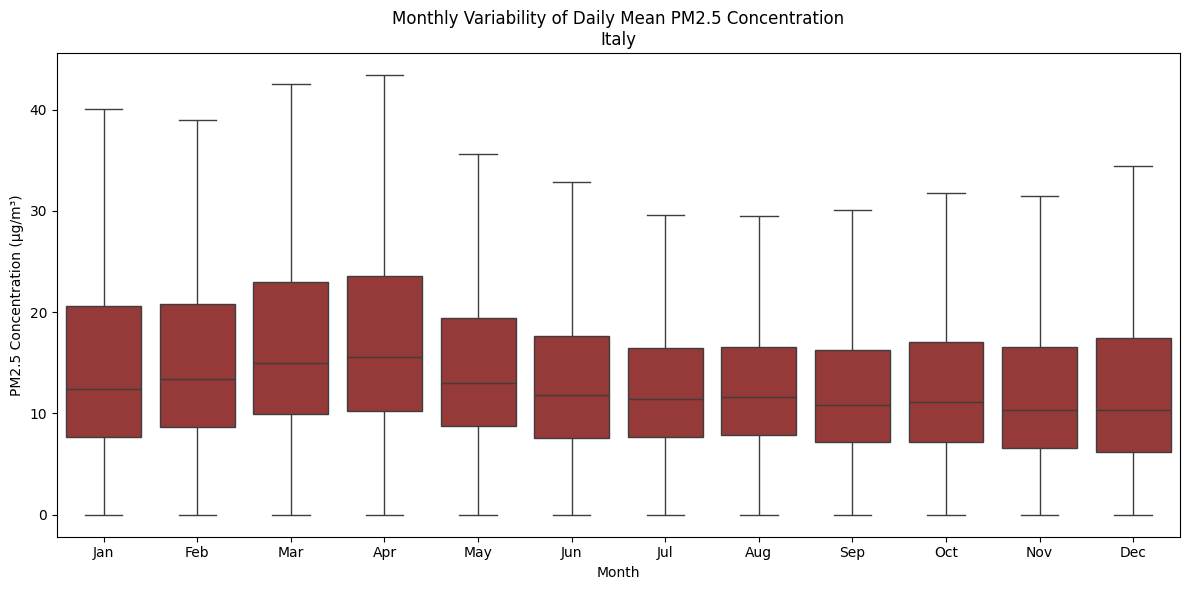 Monthly Variability of Daily Mean PM2.5 Concentration
Italy
PM2.5 Concentration (µg/m³)
40
30
20
10
0
Jan Feb Mar Apr May Jun Jul Aug Sep Oct Nov Dec
Month